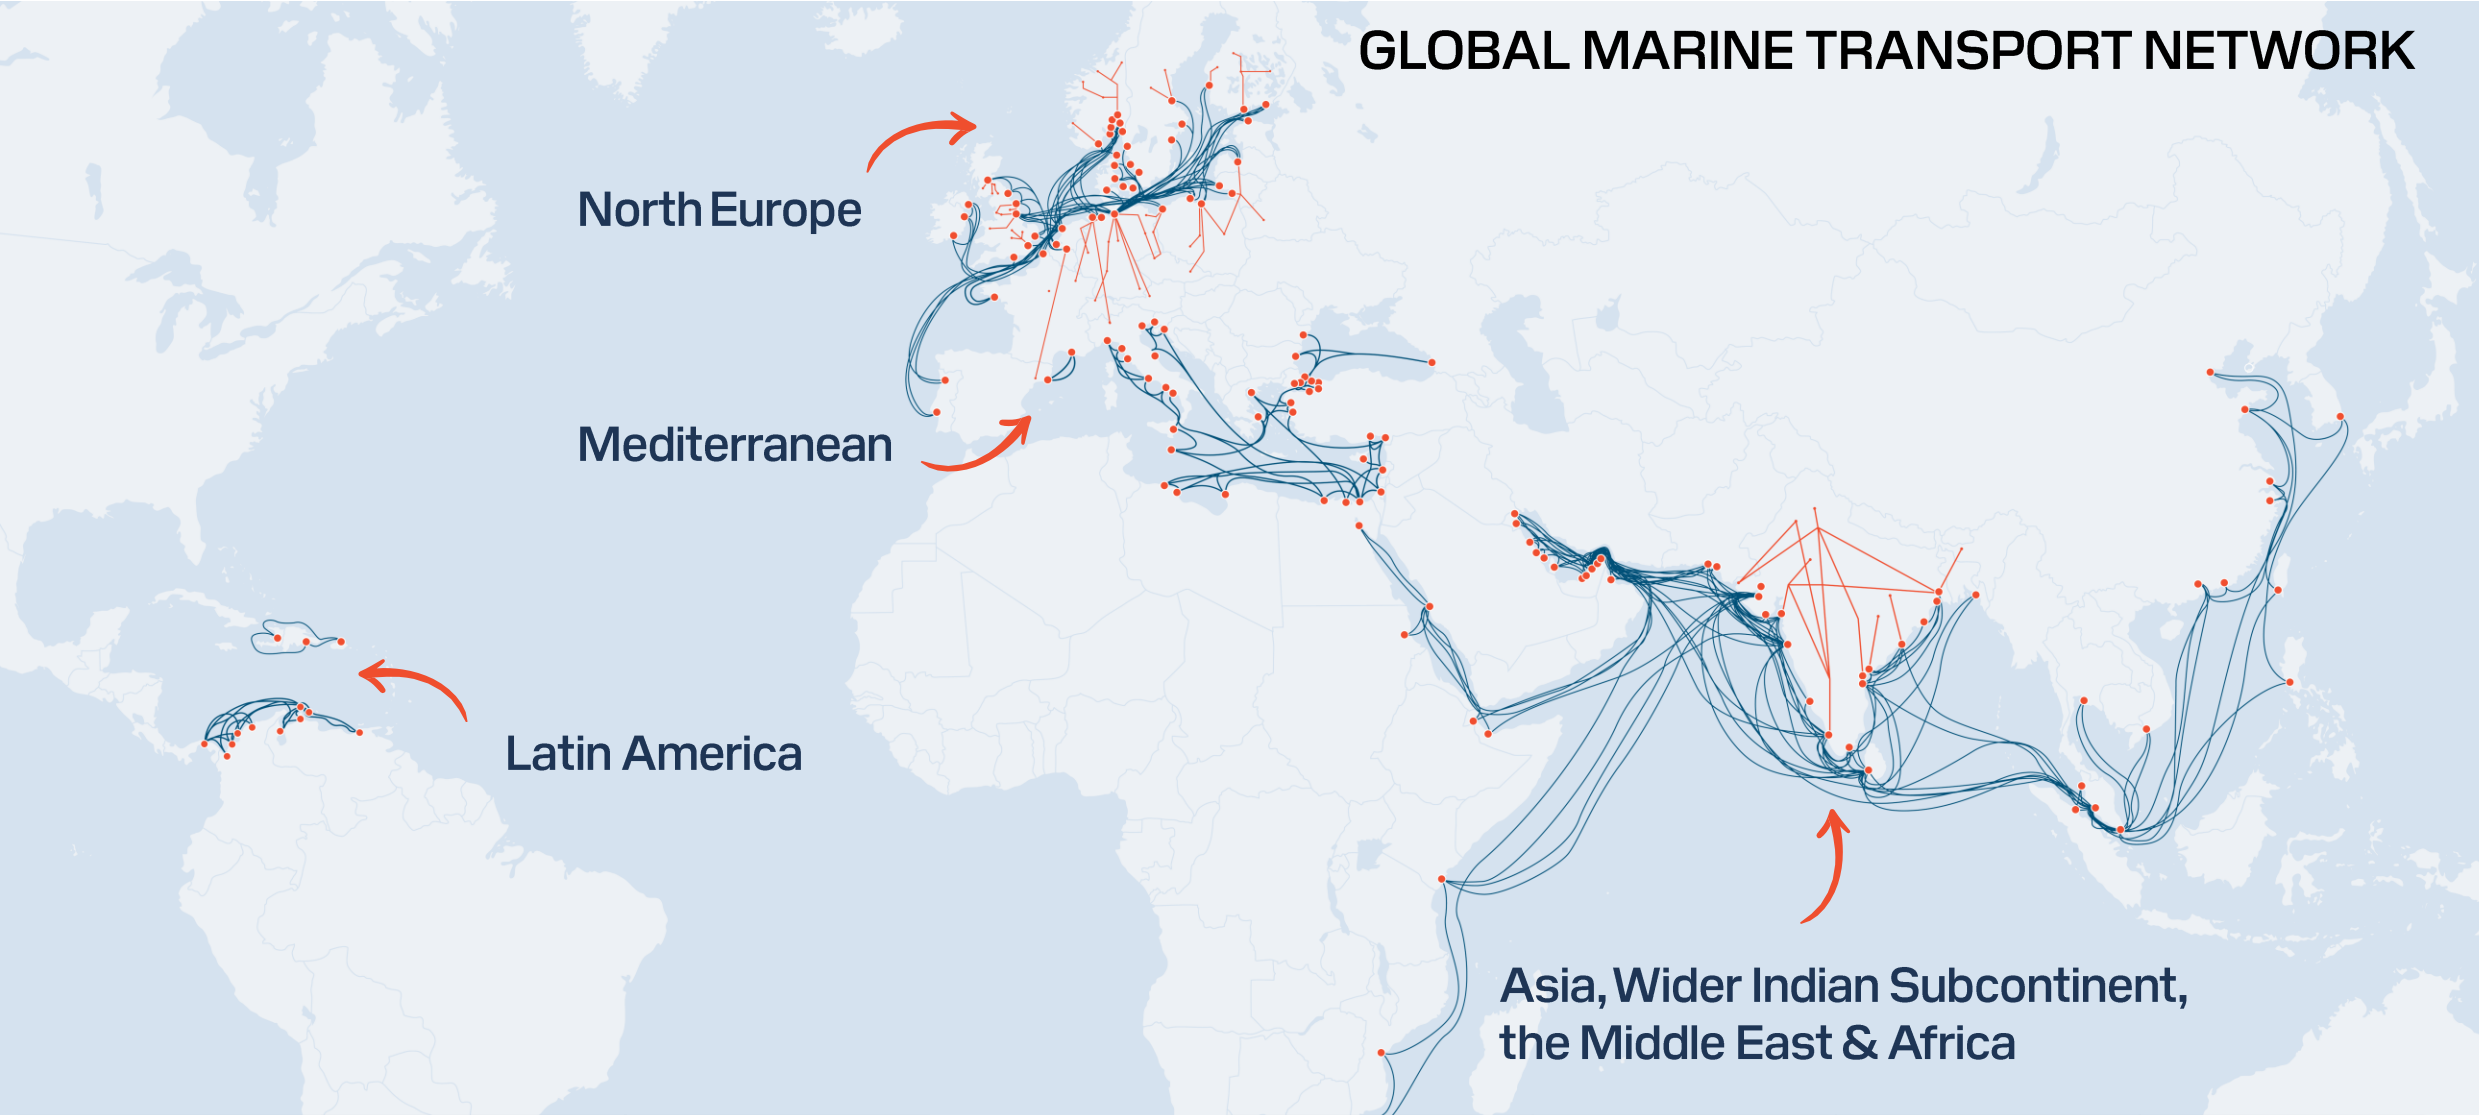 GLOBAL MARINE TRANSPORT NETWORK
North Europe
Mediterranean
Latin America
Asia, Wider Indian Subcontinent,
the Middle East & Africa